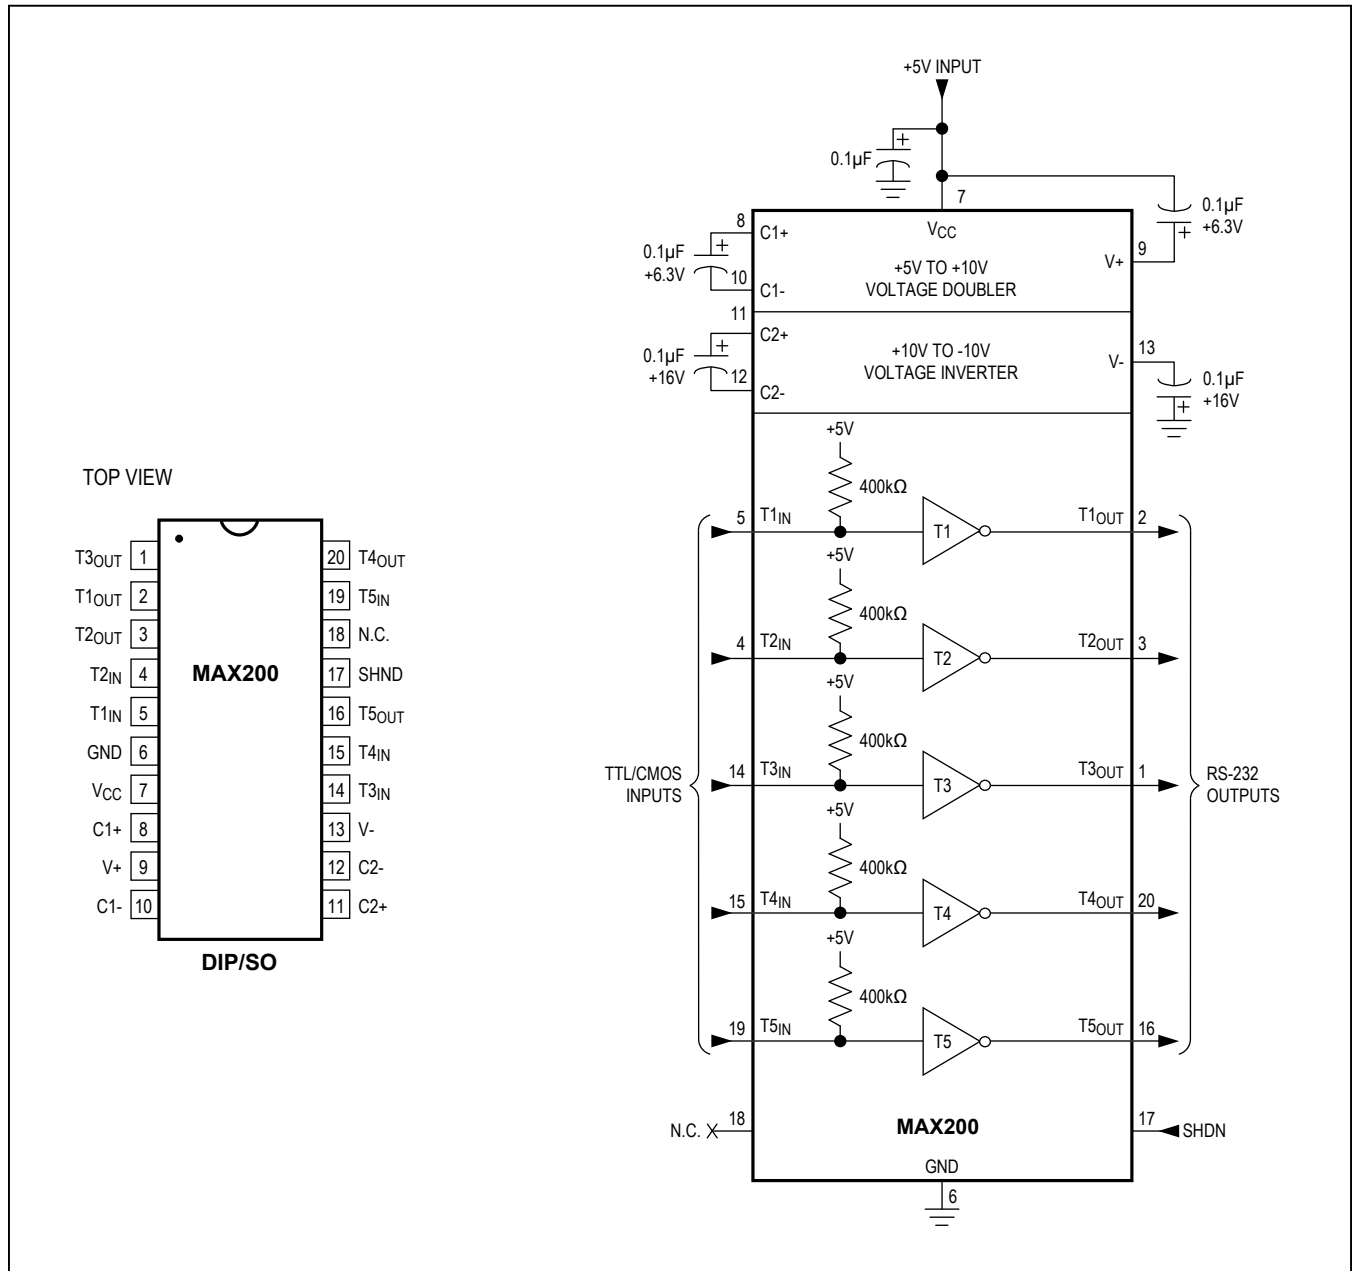 TOP VIEW
T3OUT 1
T1OUT 2
T2OUT 3
T2IN 4
T1IN 5
GND 6
VCC 7
C1+ 8
V+ 9
C1- 10
MAX200
20 T4OUT
19 T5IN
18 N.C.
17 SHND
16 T5OUT
15 T4IN
14 T3IN
13 V-
12 C2-
11 C2+
DIP/SO
+5V INPUT
0.1µF
+
7
VCC
0.1µF
+6.3V
+
9
V+
8
C1+
0.1µF
+6.3V
+
10
C1-
+5V TO +10V
VOLTAGE DOUBLER
11
C2+
0.1µF
+16V
+
12
C2-
+10V TO -10V
VOLTAGE INVERTER
V-
13
0.1µF
+16V
+
+5V
400kΩ
5 T1IN T1 T1OUT 2
+5V
400kΩ
4 T2IN T2 T2OUT 3
+5V
400kΩ
TTL/CMOS
INPUTS
14 T3IN T3 T3OUT 1
RS-232
OUTPUTS
+5V
400kΩ
15 T4IN T4 T4OUT 20
+5V
400kΩ
19 T5IN T5 T5OUT 16
N.C. 18
MAX200
17 SHDN
GND
6